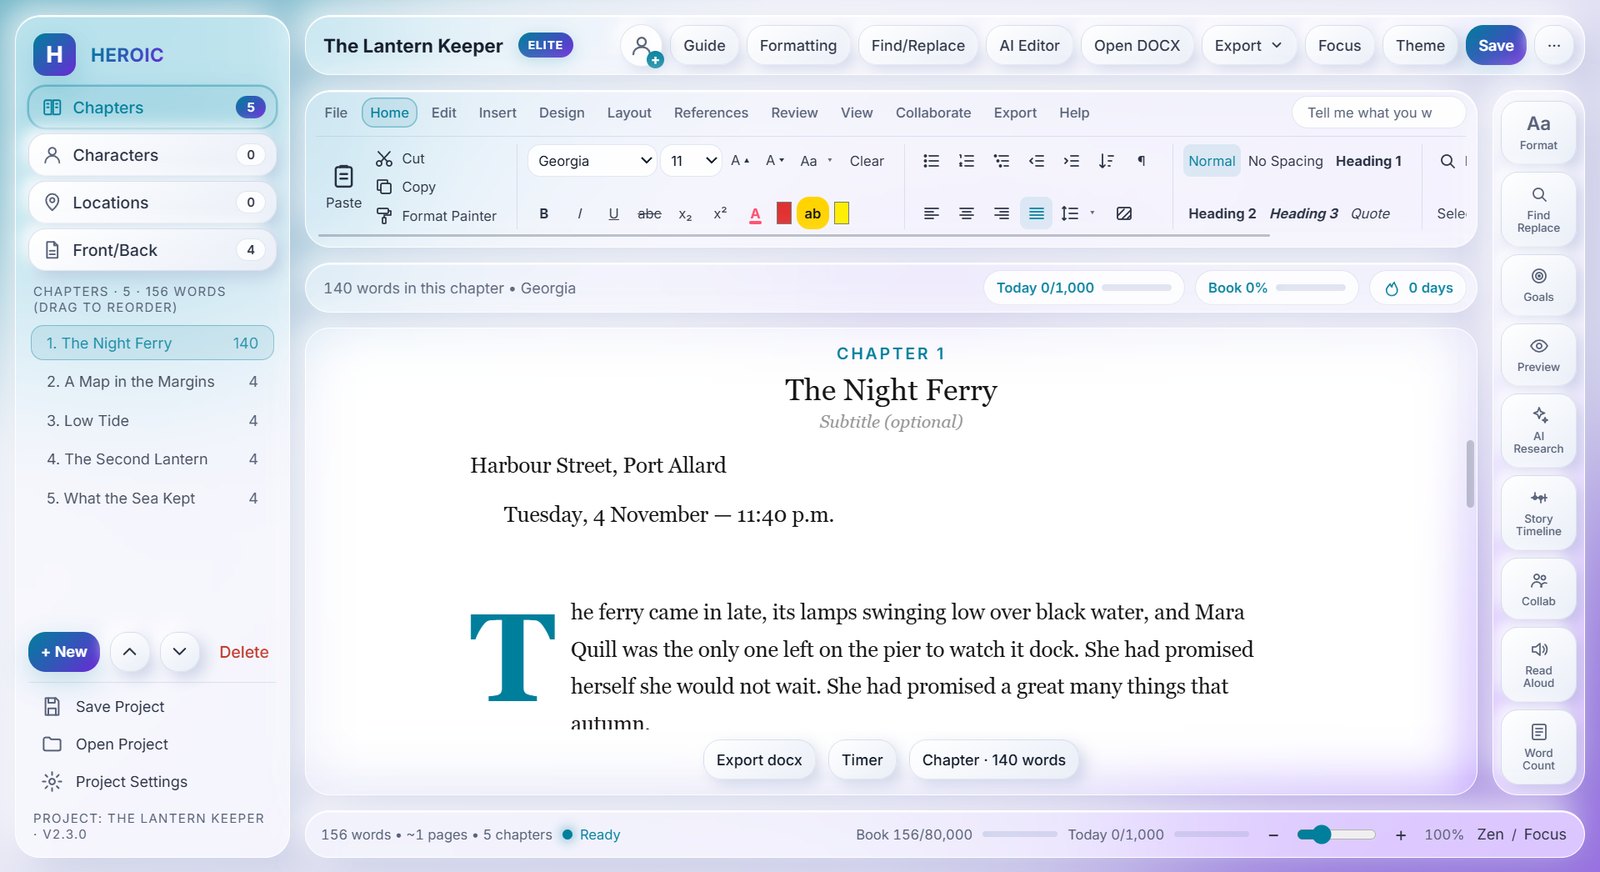 H HEROIC
Chapters 5
Characters 0
Locations 0
Front/Back 4
CHAPTERS · 5 · 156 WORDS
(DRAG TO REORDER)
1. The Night Ferry 140
2. A Map in the Margins 4
3. Low Tide 4
4. The Second Lantern 4
5. What the Sea Kept 4
+ New Delete
Save Project
Open Project
Project Settings
PROJECT: THE LANTERN KEEPER
· V2.3.0
The Lantern Keeper ELITE Guide Formatting Find/Replace AI Editor Open DOCX Export Focus Theme Save ...
File Home Edit Insert Design Layout References Review View Collaborate Export Help Tell me what you w
Paste
Cut
Copy
Format Painter
Georgia 11 A A Aa Clear
B I U abc x₂ x² A ab
¶
Normal No Spacing Heading 1
Heading 2 Heading 3 Quote Selec
140 words in this chapter • Georgia Today 0/1,000 Book 0% 0 days
CHAPTER 1
The Night Ferry
Subtitle (optional)
Harbour Street, Port Allard
Tuesday, 4 November — 11:40 p.m.
The ferry came in late, its lamps swinging low over black water, and Mara
Quill was the only one left on the pier to watch it dock. She had promised
herself she would not wait. She had promised a great many things that
autumn.
Export docx Timer Chapter · 140 words
156 words • ~1 pages • 5 chapters Ready Book 156/80,000 Today 0/1,000 − + 100% Zen / Focus
Aa
Format
Find
Replace
Goals
Preview
AI
Research
Story
Timeline
Collab
Read
Aloud
Word
Count